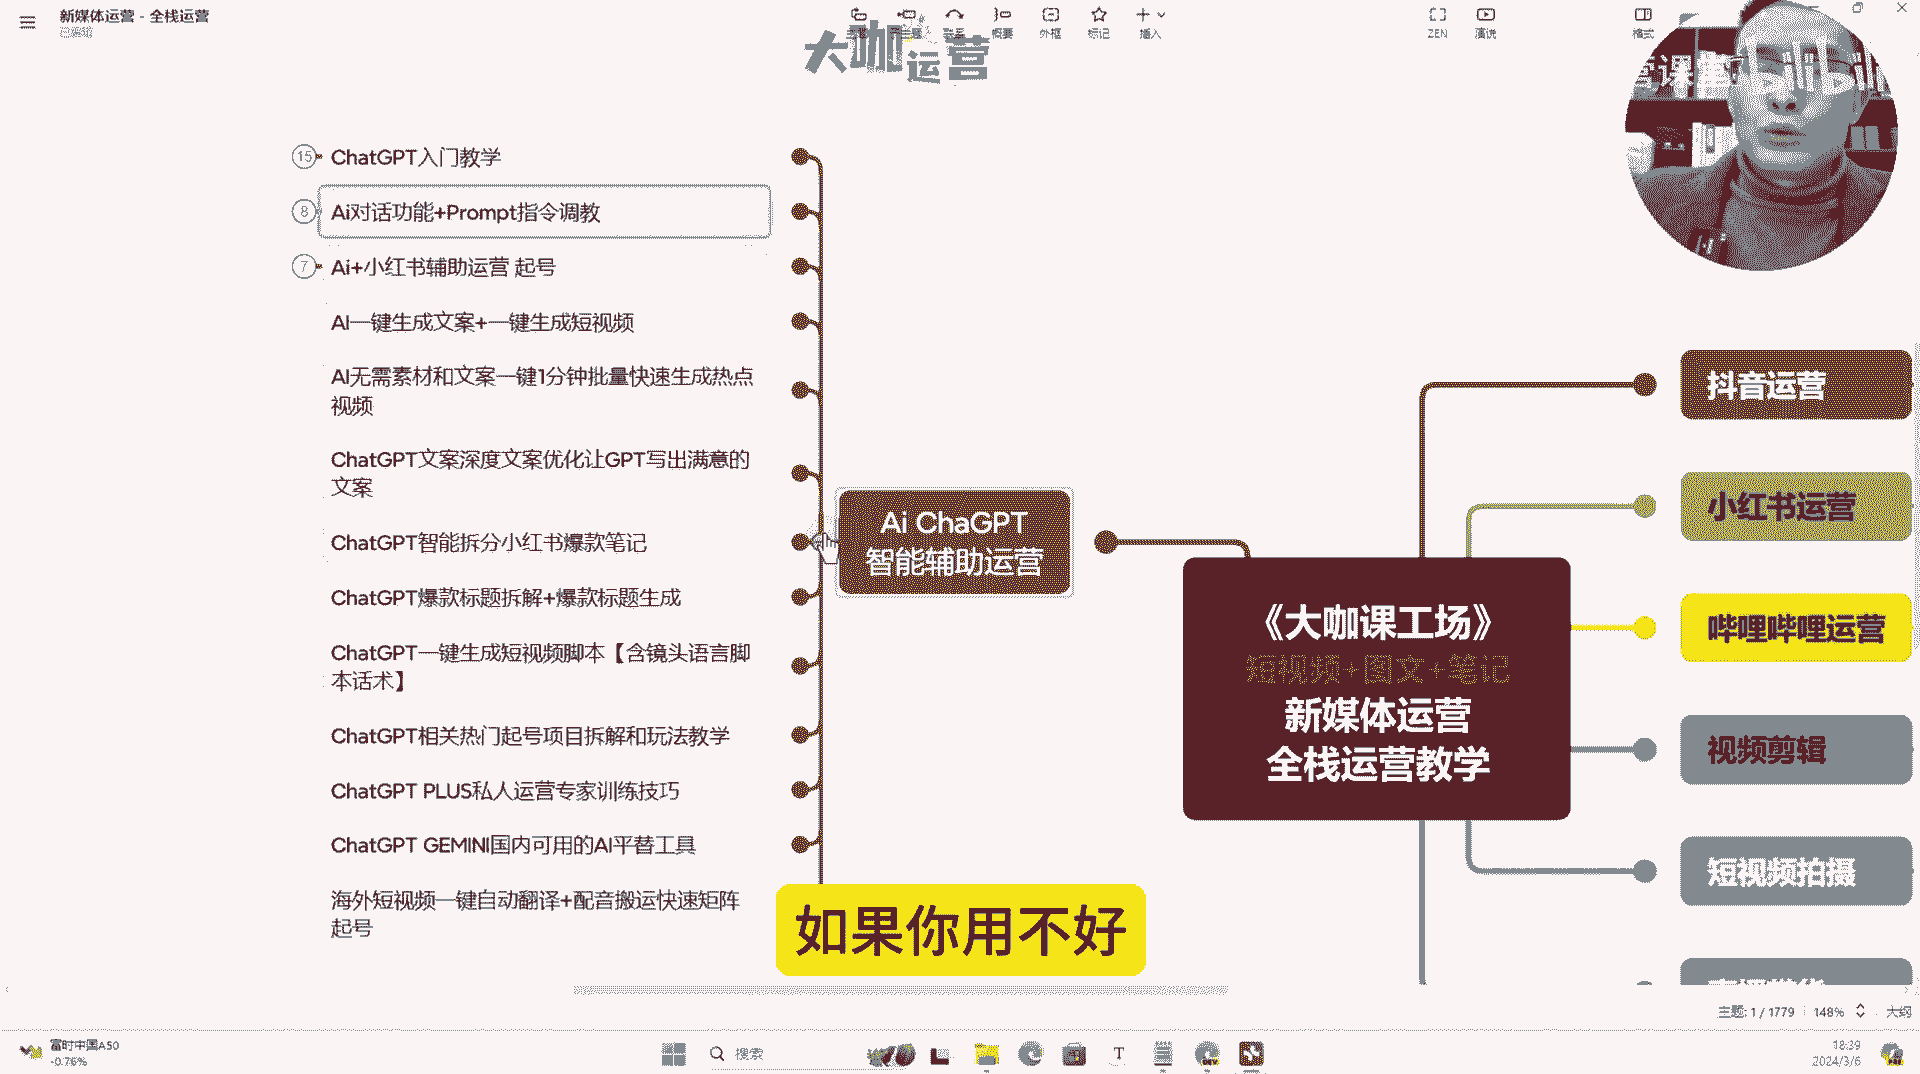 新媒体运营 - 全栈运营
已编辑
联系
概要
外框
标记
插入
ZEN
演说
格式
大咖运营
15
ChatGPT入门教学
8
Ai对话功能+Prompt指令调教
7
Ai+小红书辅助运营 起号
AI一键生成文案+一键生成短视频
AI无需素材和文案一键1分钟批量快速生成热点
视频
ChatGPT文案深度文案优化让GPT写出满意的
文案
ChatGPT智能拆分小红书爆款笔记
ChatGPT爆款标题拆解+爆款标题生成
ChatGPT一键生成短视频脚本【含镜头语言脚
本话术】
ChatGPT相关热门起号项目拆解和玩法教学
ChatGPT PLUS私人运营专家训练技巧
ChatGPT GEMINI国内可用的AI平替工具
海外短视频一键自动翻译+配音搬运快速矩阵
起号
Ai ChaGPT
智能辅助运营
《大咖课工场》
短视频+图文+笔记
新媒体运营
全栈运营教学
抖音运营
小红书运营
哔哩哔哩运营
视频剪辑
短视频拍摄
如果你用不好
主题: 1 / 1779
148%
大纲
富时中国A50
-0.76%
搜索
18:39
2024/3/6